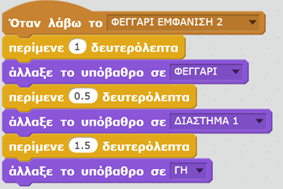 Όταν λάβω το ΦΕΓΓΑΡΙ ΕΜΦΑΝΙΣΗ 2
περίμενε 1 δευτερόλεπτα
άλλαξε το υπόβαθρο σε ΦΕΓΓΑΡΙ
περίμενε 0.5 δευτερόλεπτα
άλλαξε το υπόβαθρο σε ΔΙΑΣΤΗΜΑ 1
περίμενε 1.5 δευτερόλεπτα
άλλαξε το υπόβαθρο σε ΓΗ